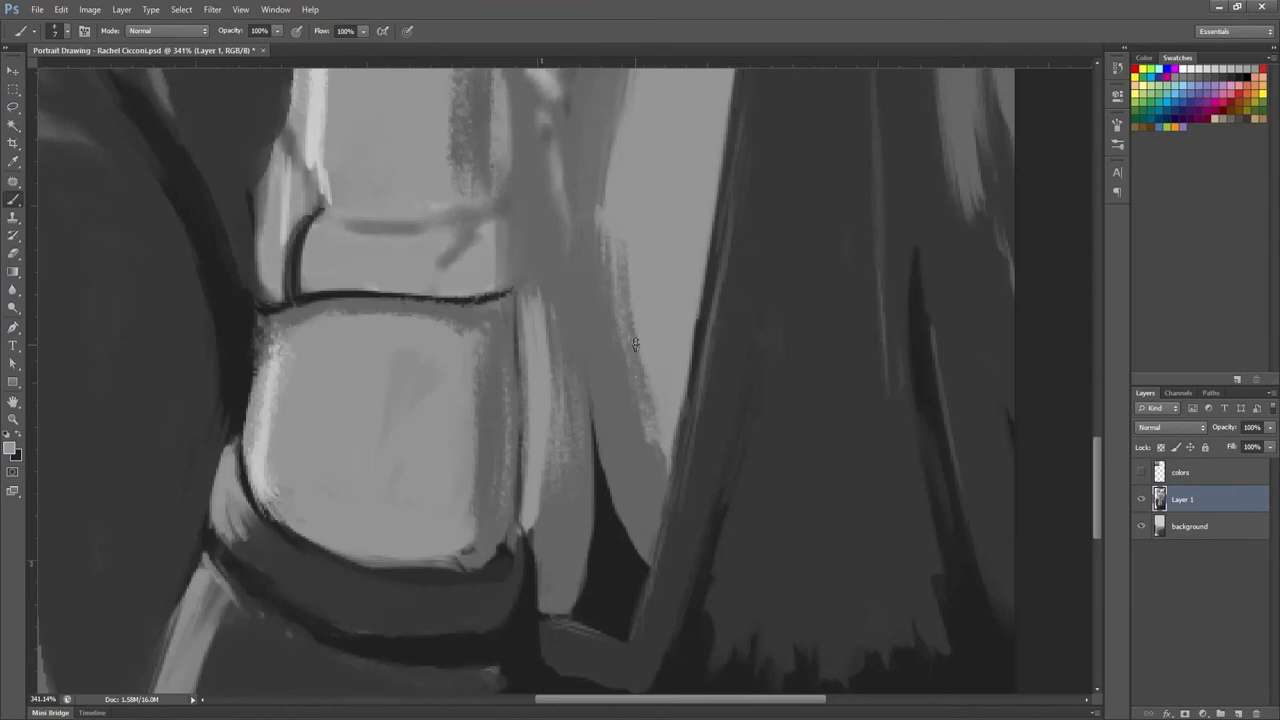 Ps File Edit Image Layer Type Select Filter View Window Help
7 Mode: Normal Opacity: 100% Flow: 100% Essentials
Portrait Drawing - Rachel Cicconi.psd @ 341% (Layer 1, RGB/8) * ×
1
Color Swatches
Layers Channels Paths
Kind
Normal Opacity: 100%
Lock: Fill: 100%
colors
Layer 1
background
341.14% Doc: 1.58M/16.0M
Mini Bridge Timeline